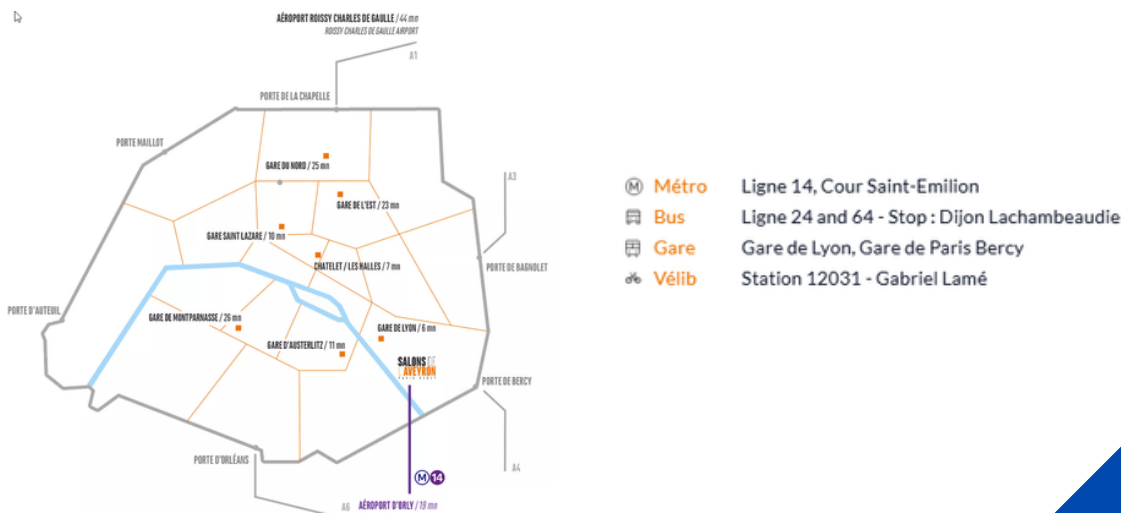 AÉROPORT ROISSY CHARLES DE GAULLE / 44 mn
ROISSY CHARLES DE GAULLE AIRPORT
A1
PORTE DE LA CHAPELLE
PORTE MAILLOT
GARE DU NORD / 25 mn
A3
GARE DE L'EST / 23 mn
GARE SAINT LAZARE / 10 mn
CHATELET / LES HALLES / 7 mn
PORTE DE BAGNOLET
PORTE D'AUTEUIL
GARE DE MONTPARNASSE / 26 mn
GARE DE LYON / 6 mn
GARE D'AUSTERLITZ / 11 mn
SALONS DE
L'AVEYRON
PARIS BERCY
PORTE DE BERCY
PORTE D'ORLÉANS
A4
M 14
A6
AÉROPORT D'ORLY / 19 mn
M Métro Ligne 14, Cour Saint-Emilion
Bus Ligne 24 and 64 - Stop : Dijon Lachambeaudie
Gare Gare de Lyon, Gare de Paris Bercy
Vélib Station 12031 - Gabriel Lamé